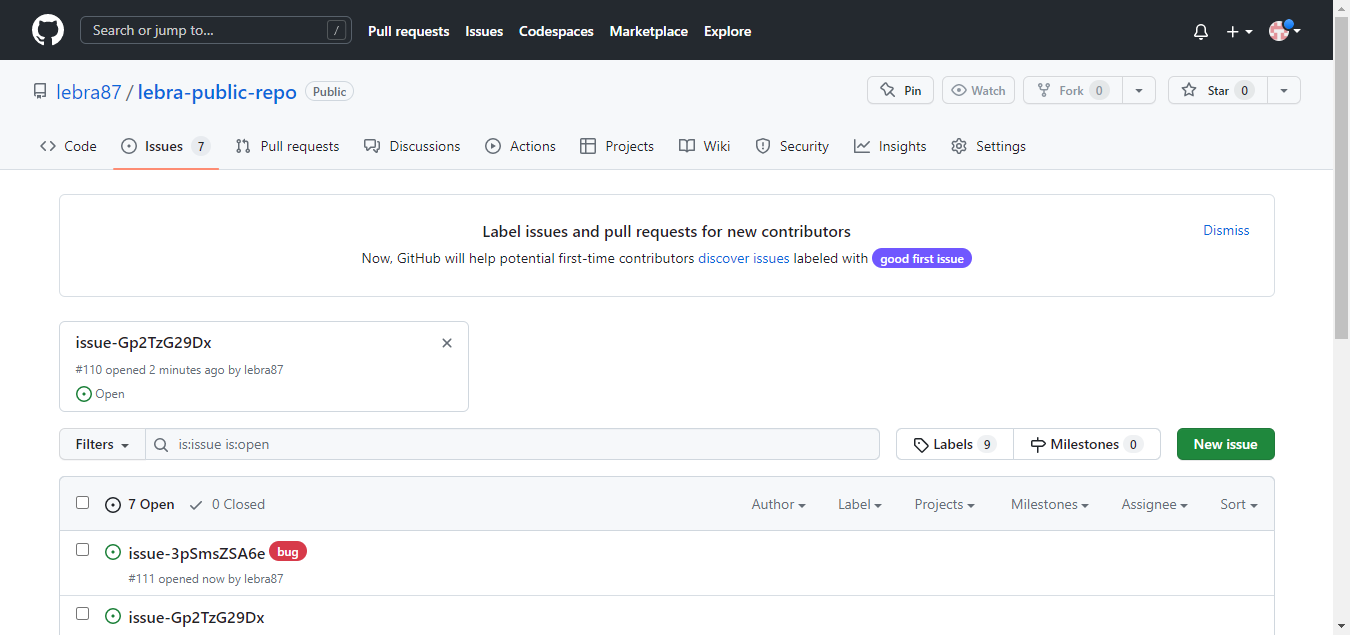 Search or jump to... / Pull requests Issues Codespaces Marketplace Explore
lebra87 / lebra-public-repo Public Pin Watch Fork 0 Star 0
Code Issues 7 Pull requests Discussions Actions Projects Wiki Security Insights Settings
Label issues and pull requests for new contributors Dismiss
Now, GitHub will help potential first-time contributors discover issues labeled with good first issue
issue-Gp2TzG29Dx
#110 opened 2 minutes ago by lebra87
Open
Filters is:issue is:open Labels 9 Milestones 0 New issue
7 Open 0 Closed Author Label Projects Milestones Assignee Sort
issue-3pSmsZSA6e bug
#111 opened now by lebra87
issue-Gp2TzG29Dx